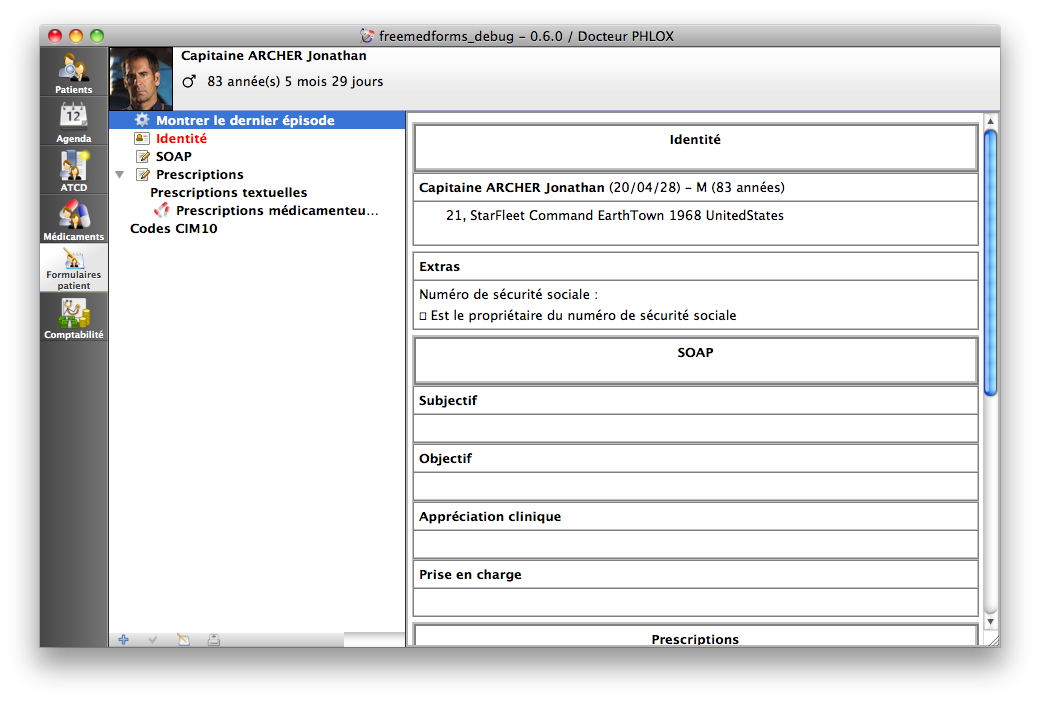 freemedforms_debug – 0.6.0 / Docteur PHLOX
Patients
12
Agenda
ATCD
Médicaments
Formulaires
patient
Comptabilité
Capitaine ARCHER Jonathan
83 année(s) 5 mois 29 jours
Montrer le dernier épisode
Identité
SOAP
Prescriptions
Prescriptions textuelles
Prescriptions médicamenteu...
Codes CIM10
Identité
Capitaine ARCHER Jonathan (20/04/28) – M (83 années)
21, StarFleet Command EarthTown 1968 UnitedStates
Extras
Numéro de sécurité sociale :
Est le propriétaire du numéro de sécurité sociale
SOAP
Subjectif
Objectif
Appréciation clinique
Prise en charge
Prescriptions